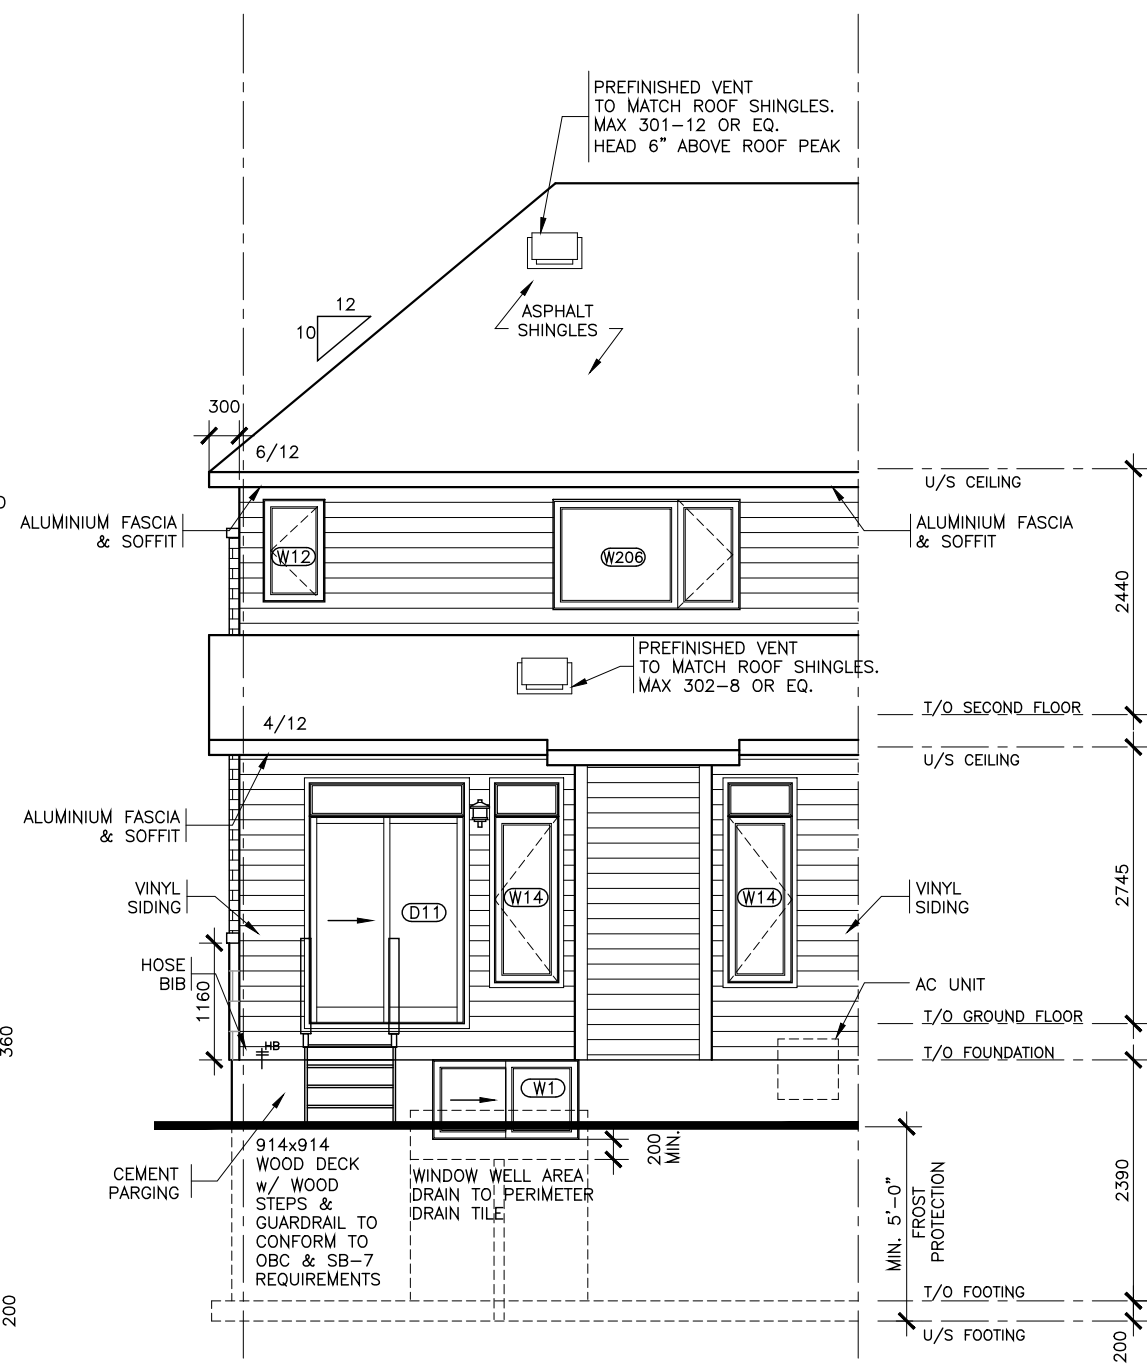 PREFINISHED VENT
TO MATCH ROOF SHINGLES.
MAX 301-12 OR EQ.
HEAD 6" ABOVE ROOF PEAK
12
10
ASPHALT
SHINGLES
300
6/12
U/S CEILING
ALUMINIUM FASCIA
& SOFFIT
W12
W206
ALUMINIUM FASCIA
& SOFFIT
2440
PREFINISHED VENT
TO MATCH ROOF SHINGLES.
MAX 302-8 OR EQ.
4/12
T/O SECOND FLOOR
U/S CEILING
ALUMINIUM FASCIA
& SOFFIT
VINYL
SIDING
D11
W14
W14
VINYL
SIDING
2745
HOSE
BIB
1160
AC UNIT
T/O GROUND FLOOR
HB
T/O FOUNDATION
360
W1
914x914
WOOD DECK
w/ WOOD
STEPS &
GUARDRAIL TO
CONFORM TO
OBC & SB-7
REQUIREMENTS
CEMENT
PARGING
WINDOW WELL AREA
DRAIN TO PERIMETER
DRAIN TILE
200
MIN.
MIN. 5'-0"
FROST
PROTECTION
2390
T/O FOOTING
U/S FOOTING
200
200